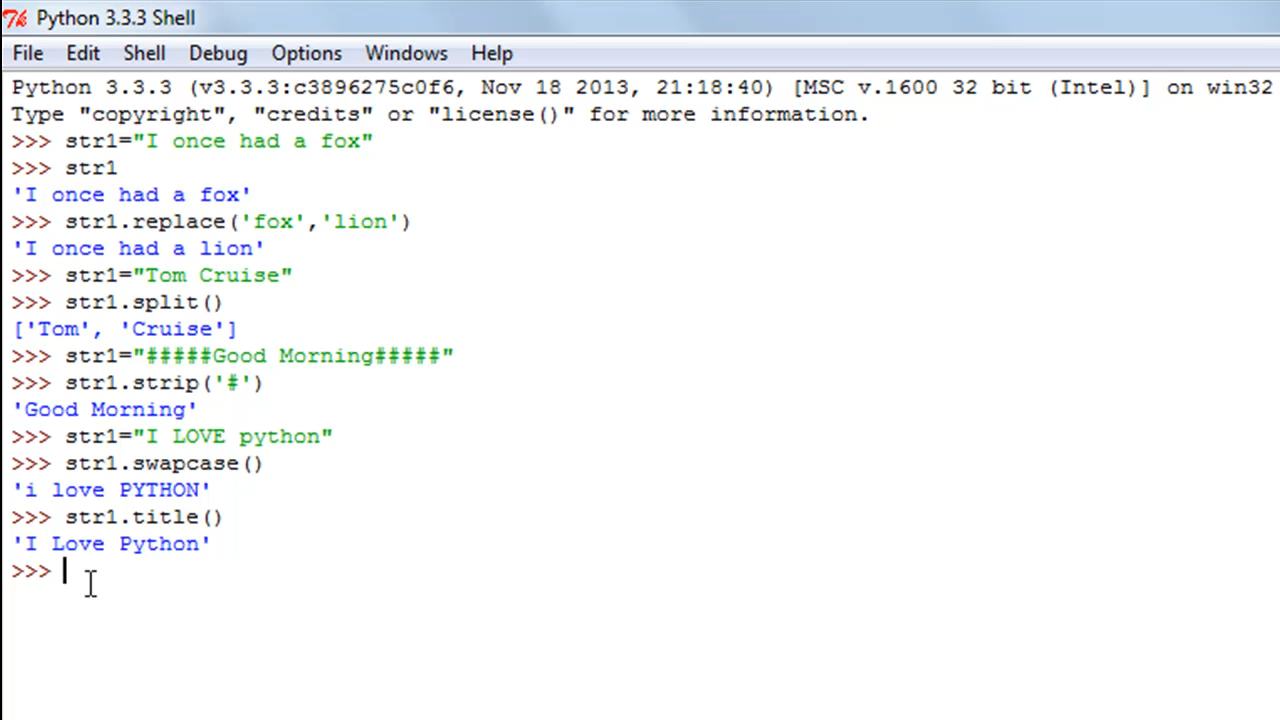 Python 3.3.3 Shell
File Edit Shell Debug Options Windows Help
Python 3.3.3 (v3.3.3:c3896275c0f6, Nov 18 2013, 21:18:40) [MSC v.1600 32 bit (Intel)] on win32
Type "copyright", "credits" or "license()" for more information.
>>> str1="I once had a fox"
>>> str1
'I once had a fox'
>>> str1.replace('fox','lion')
'I once had a lion'
>>> str1="Tom Cruise"
>>> str1.split()
['Tom', 'Cruise']
>>> str1="#####Good Morning#####"
>>> str1.strip('#')
'Good Morning'
>>> str1="I LOVE python"
>>> str1.swapcase()
'i love PYTHON'
>>> str1.title()
'I Love Python'
>>>